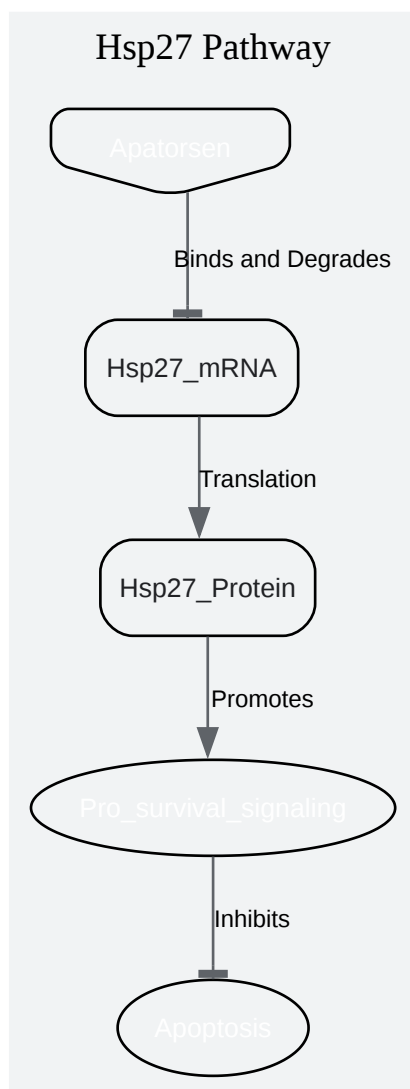 Hsp27 Pathway
Apatorsen
Binds and Degrades
Hsp27_mRNA
Translation
Hsp27_Protein
Promotes
Pro_survival_signaling
Inhibits
Apoptosis